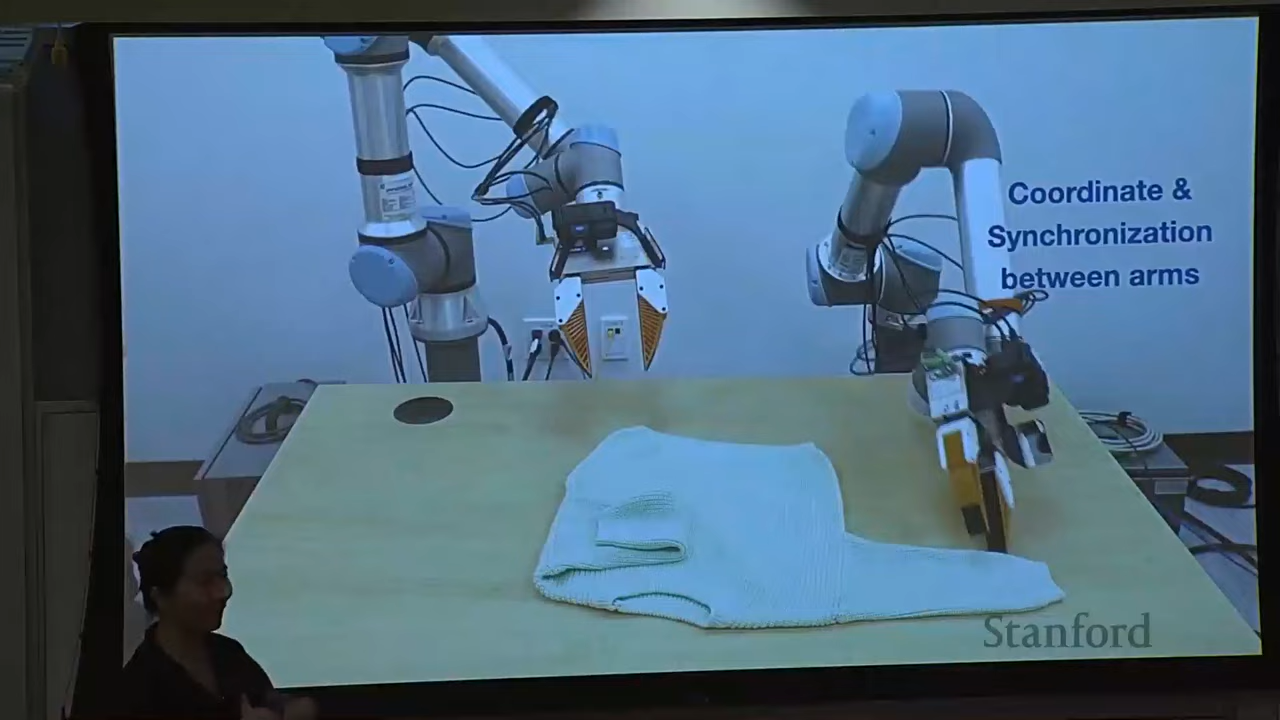 Coordinate &
Synchronization
between arms
Stanford